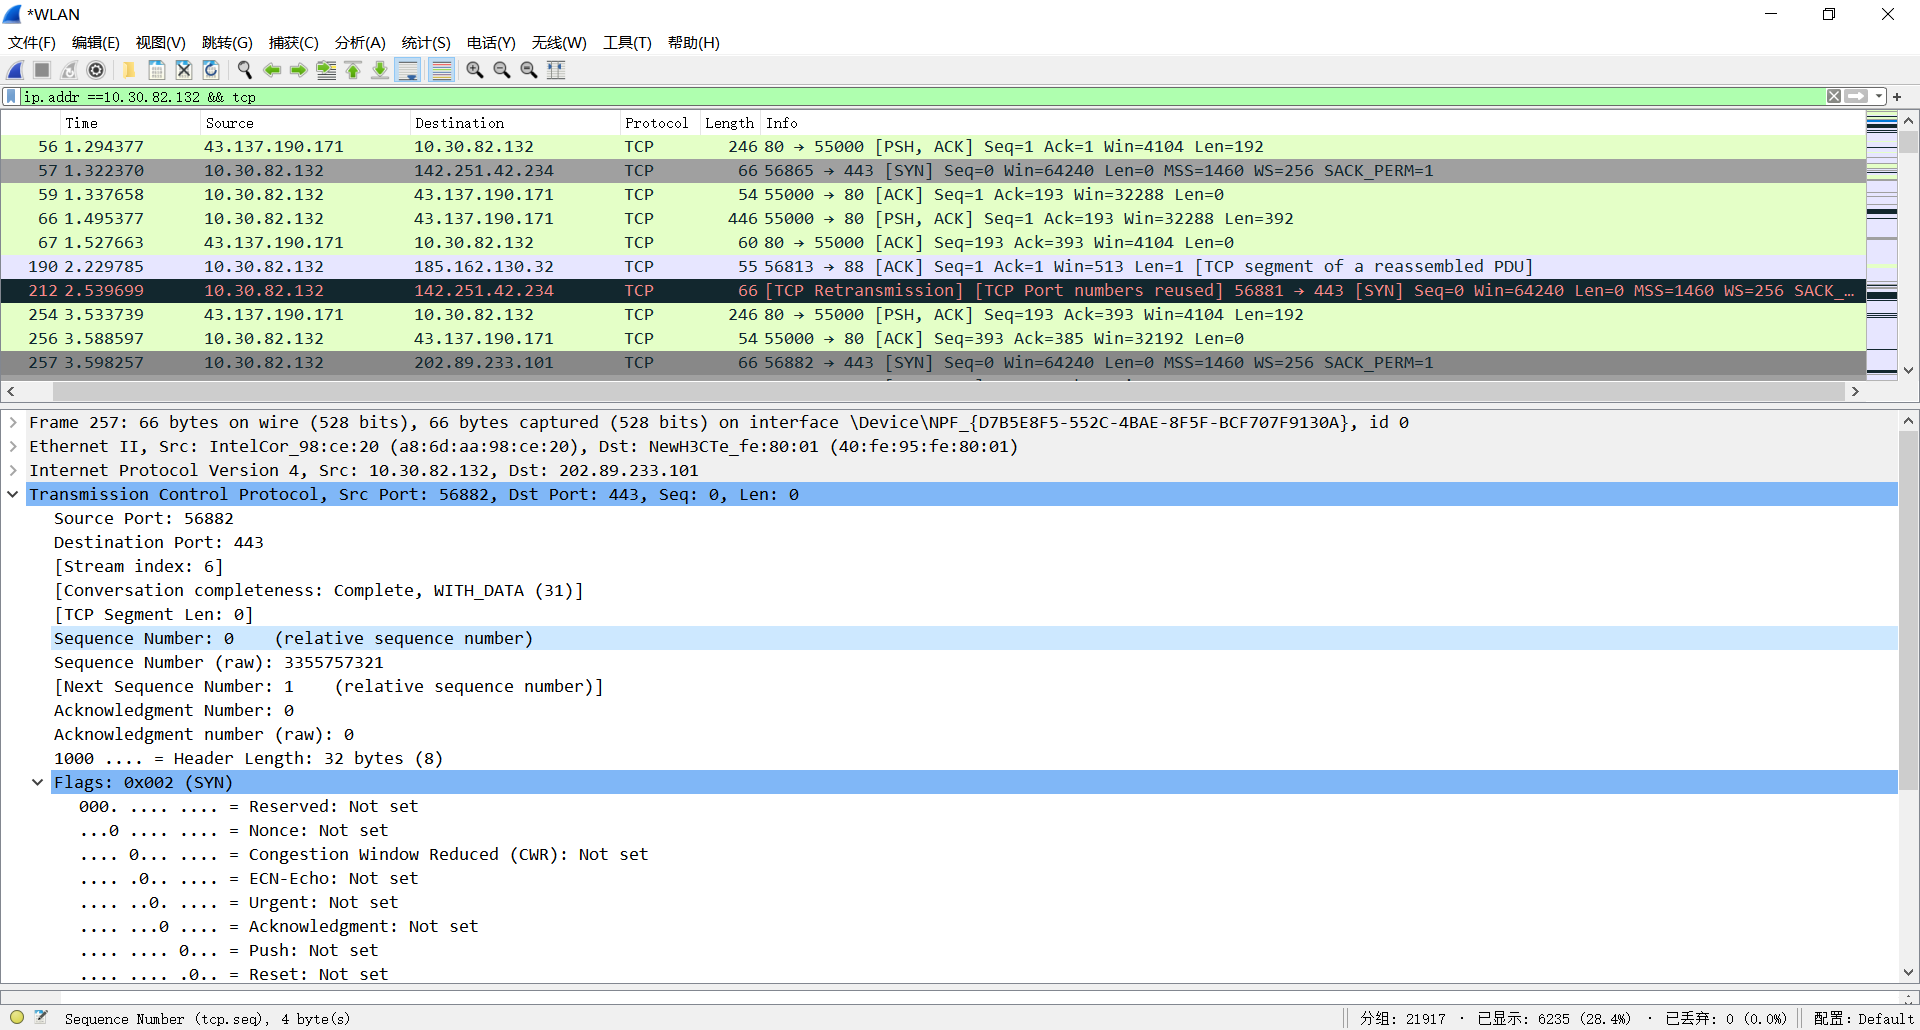 *WLAN
文件(F) 编辑(E) 视图(V) 跳转(G) 捕获(C) 分析(A) 统计(S) 电话(Y) 无线(W) 工具(T) 帮助(H)
ip.addr ==10.30.82.132 && tcp
Time Source Destination Protocol Length Info
56 1.294377 43.137.190.171 10.30.82.132 TCP 246 80 → 55000 [PSH, ACK] Seq=1 Ack=1 Win=4104 Len=192
57 1.322370 10.30.82.132 142.251.42.234 TCP 66 56865 → 443 [SYN] Seq=0 Win=64240 Len=0 MSS=1460 WS=256 SACK_PERM=1
59 1.337658 10.30.82.132 43.137.190.171 TCP 54 55000 → 80 [ACK] Seq=1 Ack=193 Win=32288 Len=0
66 1.495377 10.30.82.132 43.137.190.171 TCP 446 55000 → 80 [PSH, ACK] Seq=1 Ack=193 Win=32288 Len=392
67 1.527663 43.137.190.171 10.30.82.132 TCP 60 80 → 55000 [ACK] Seq=193 Ack=393 Win=4104 Len=0
190 2.229785 10.30.82.132 185.162.130.32 TCP 55 56813 → 88 [ACK] Seq=1 Ack=1 Win=513 Len=1 [TCP segment of a reassembled PDU]
212 2.539699 10.30.82.132 142.251.42.234 TCP 66 [TCP Retransmission] [TCP Port numbers reused] 56881 → 443 [SYN] Seq=0 Win=64240 Len=0 MSS=1460 WS=256 SACK_…
254 3.533739 43.137.190.171 10.30.82.132 TCP 246 80 → 55000 [PSH, ACK] Seq=193 Ack=393 Win=4104 Len=192
256 3.588597 10.30.82.132 43.137.190.171 TCP 54 55000 → 80 [ACK] Seq=393 Ack=385 Win=32192 Len=0
257 3.598257 10.30.82.132 202.89.233.101 TCP 66 56882 → 443 [SYN] Seq=0 Win=64240 Len=0 MSS=1460 WS=256 SACK_PERM=1
Frame 257: 66 bytes on wire (528 bits), 66 bytes captured (528 bits) on interface \Device\NPF_{D7B5E8F5-552C-4BAE-8F5F-BCF707F9130A}, id 0
Ethernet II, Src: IntelCor_98:ce:20 (a8:6d:aa:98:ce:20), Dst: NewH3CTe_fe:80:01 (40:fe:95:fe:80:01)
Internet Protocol Version 4, Src: 10.30.82.132, Dst: 202.89.233.101
Transmission Control Protocol, Src Port: 56882, Dst Port: 443, Seq: 0, Len: 0
Source Port: 56882
Destination Port: 443
[Stream index: 6]
[Conversation completeness: Complete, WITH_DATA (31)]
[TCP Segment Len: 0]
Sequence Number: 0    (relative sequence number)
Sequence Number (raw): 3355757321
[Next Sequence Number: 1    (relative sequence number)]
Acknowledgment Number: 0
Acknowledgment number (raw): 0
1000 .... = Header Length: 32 bytes (8)
Flags: 0x002 (SYN)
000. .... .... = Reserved: Not set
...0 .... .... = Nonce: Not set
.... 0... .... = Congestion Window Reduced (CWR): Not set
.... .0.. .... = ECN-Echo: Not set
.... ..0. .... = Urgent: Not set
.... ...0 .... = Acknowledgment: Not set
.... .... 0... = Push: Not set
.... .... .0.. = Reset: Not set
Sequence Number (tcp.seq), 4 byte(s) 分组: 21917 · 已显示: 6235 (28.4%) · 已丢弃: 0 (0.0%) 配置: Default